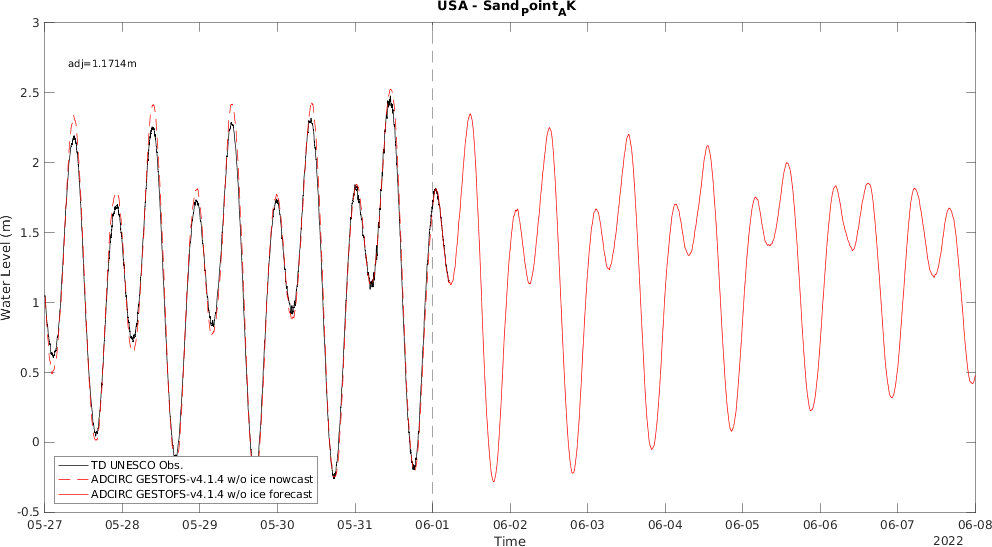 USA - SandPointAK
adj=1.1714m
Water Level (m)
3
2.5
2
1.5
1
0.5
0
-0.5
TD UNESCO Obs.
ADCIRC GESTOFS-v4.1.4 w/o ice nowcast
ADCIRC GESTOFS-v4.1.4 w/o ice forecast
05-27 05-28 05-29 05-30 05-31 06-01 06-02 06-03 06-04 06-05 06-06 06-07 06-08
Time
2022